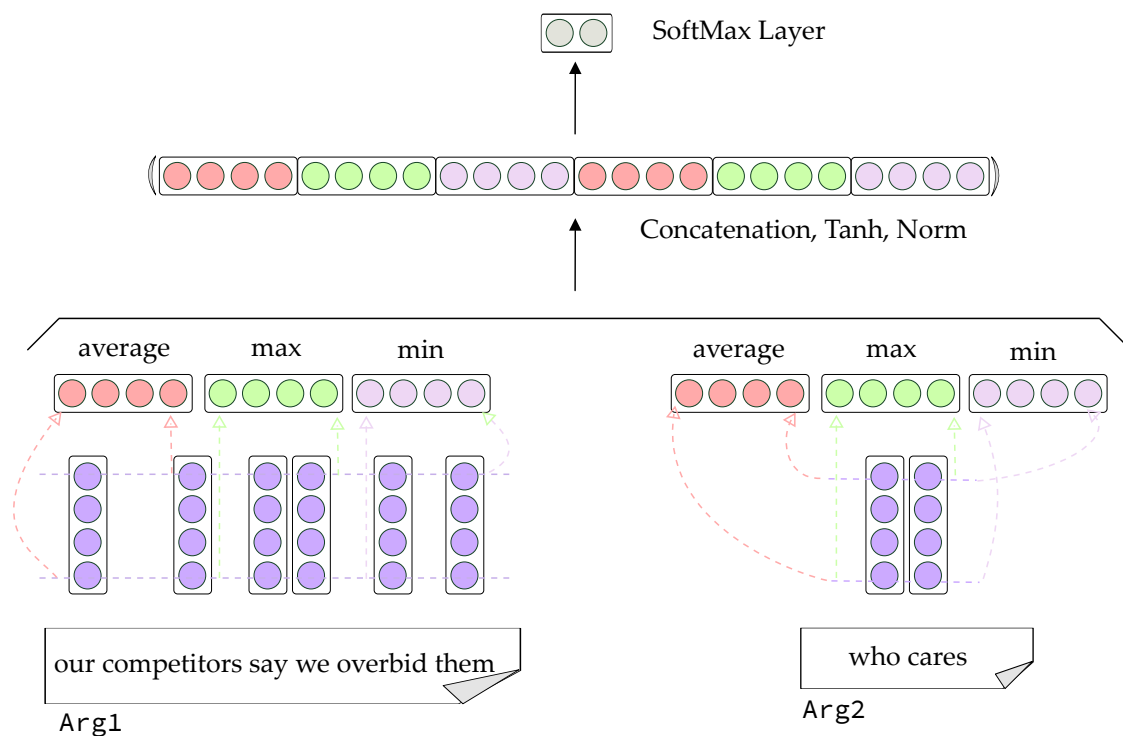 SoftMax Layer
Concatenation, Tanh, Norm
average max min
average max min
our competitors say we overbid them
who cares
Arg1
Arg2